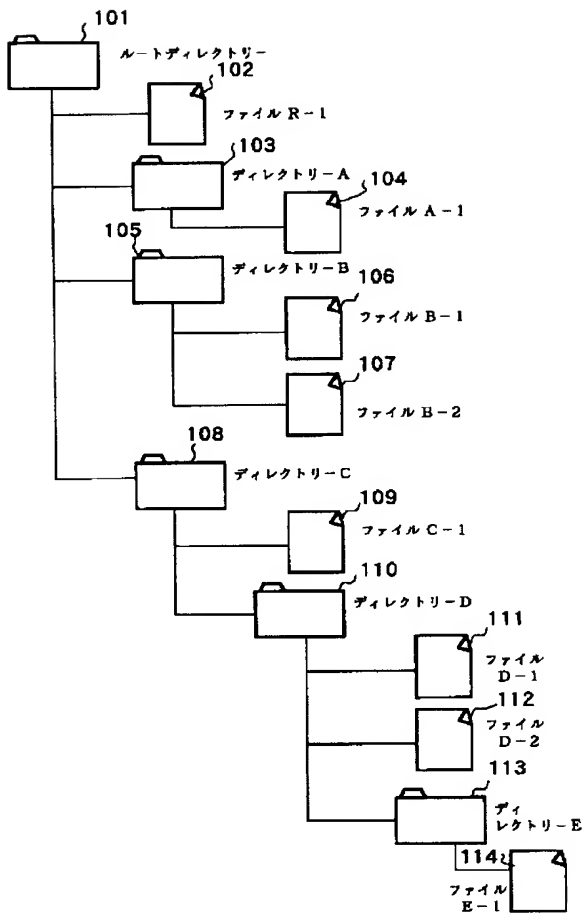 101
ルートディレクトリー
102
ファイル R-1
103
ディレクトリーA
104
ファイル A-1
105
ディレクトリーB
106
ファイル B-1
107
ファイル B-2
108
ディレクトリーC
109
ファイル C-1
110
ディレクトリーD
111
ファイル
D-1
112
ファイル
D-2
113
ディ
レクトリーE
114
ファイル
E-1